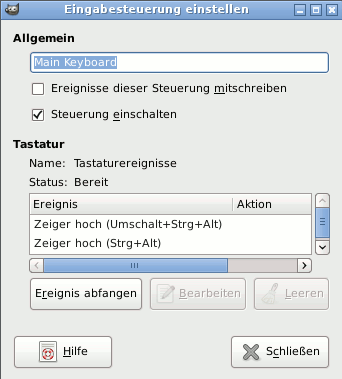 Eingabesteuerung einstellen
Allgemein
Main Keyboard
Ereignisse dieser Steuerung mitschreiben
Steuerung einschalten
Tastatur
Name: Tastaturereignisse
Status: Bereit
Ereignis Aktion
Zeiger hoch (Umschalt+Strg+Alt)
Zeiger hoch (Strg+Alt)
Ereignis abfangen Bearbeiten Leeren
Hilfe Schließen